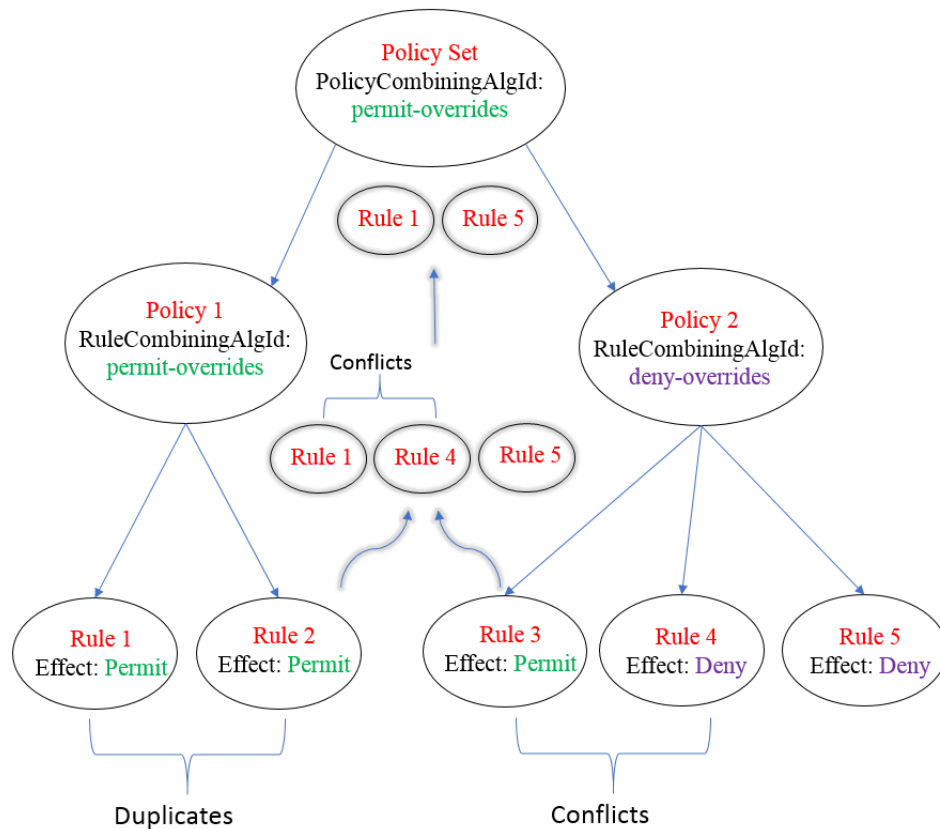 Policy Set
PolicyCombiningAlgId:
permit-overrides
Rule 1
Rule 5
Policy 1
RuleCombiningAlgId:
permit-overrides
Policy 2
RuleCombiningAlgId:
deny-overrides
Conflicts
Rule 1
Rule 4
Rule 5
Rule 1
Effect: Permit
Rule 2
Effect: Permit
Rule 3
Effect: Permit
Rule 4
Effect: Deny
Rule 5
Effect: Deny
Duplicates
Conflicts